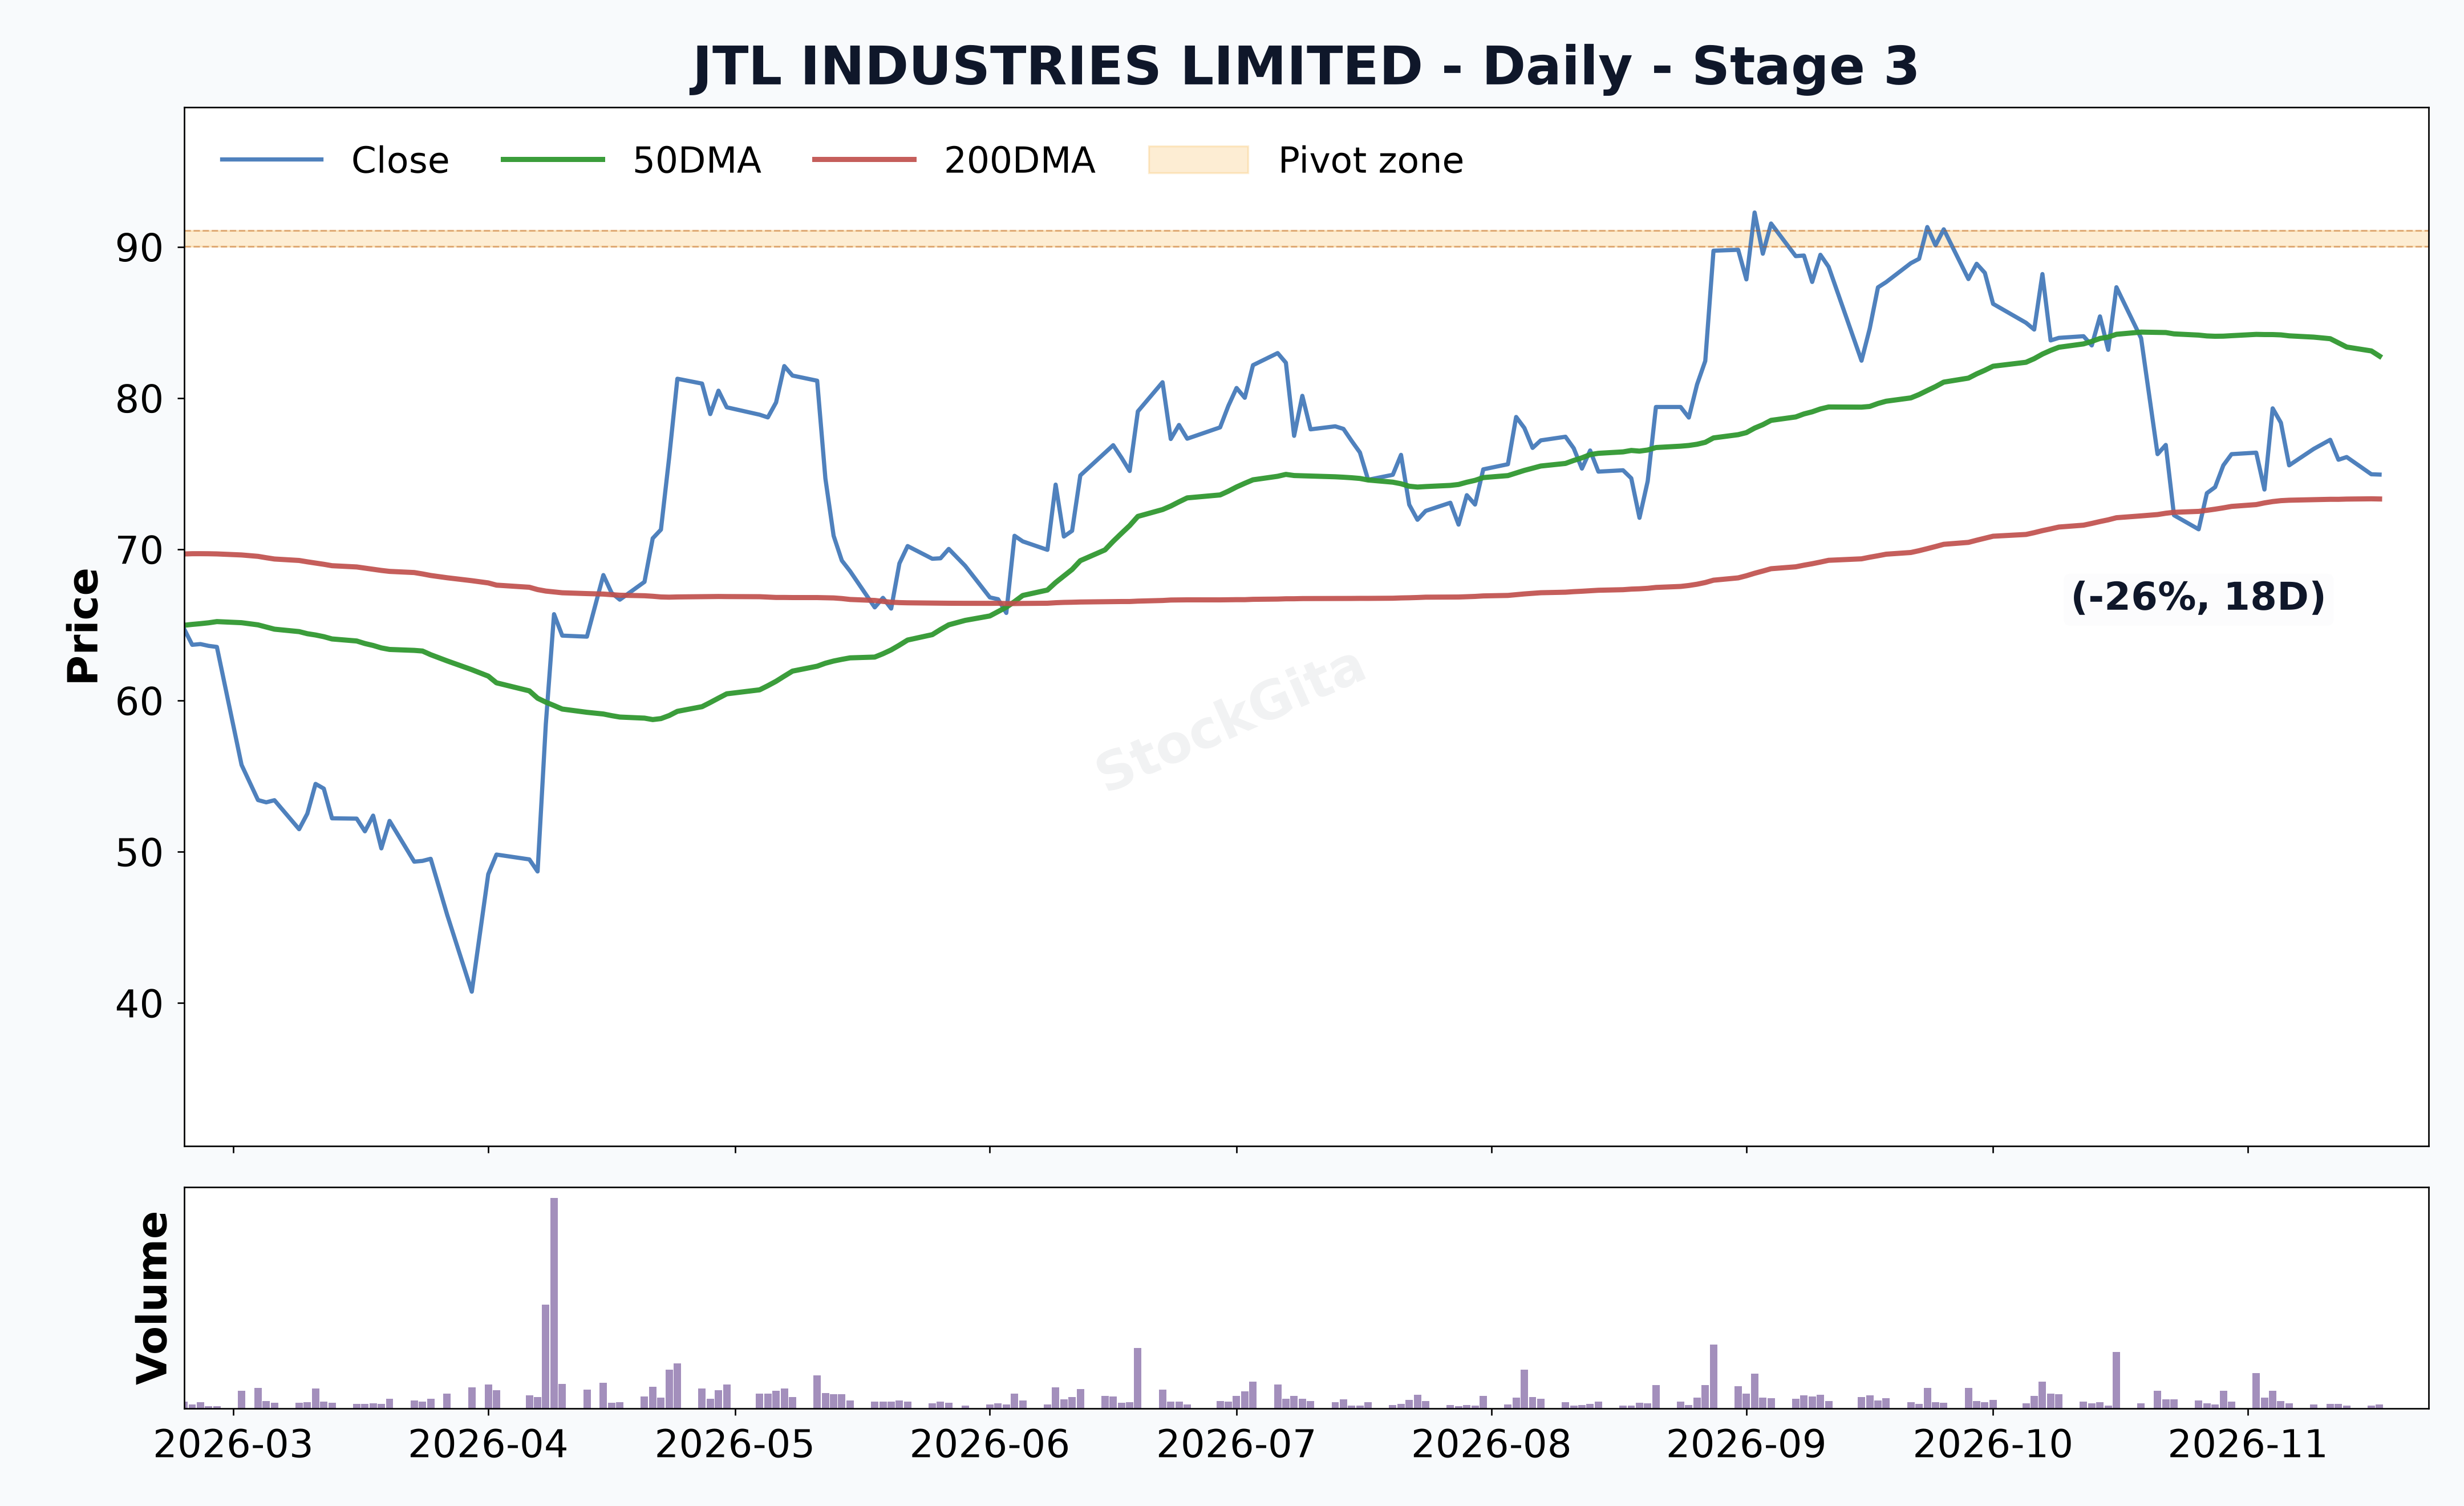 JTL INDUSTRIES LIMITED - Daily - Stage 3
Close 50DMA 200DMA Pivot zone
90
80
70
60
50
40
Price
(-26%, 18D)
StockGita
Volume
2026-03 2026-04 2026-05 2026-06 2026-07 2026-08 2026-09 2026-10 2026-11